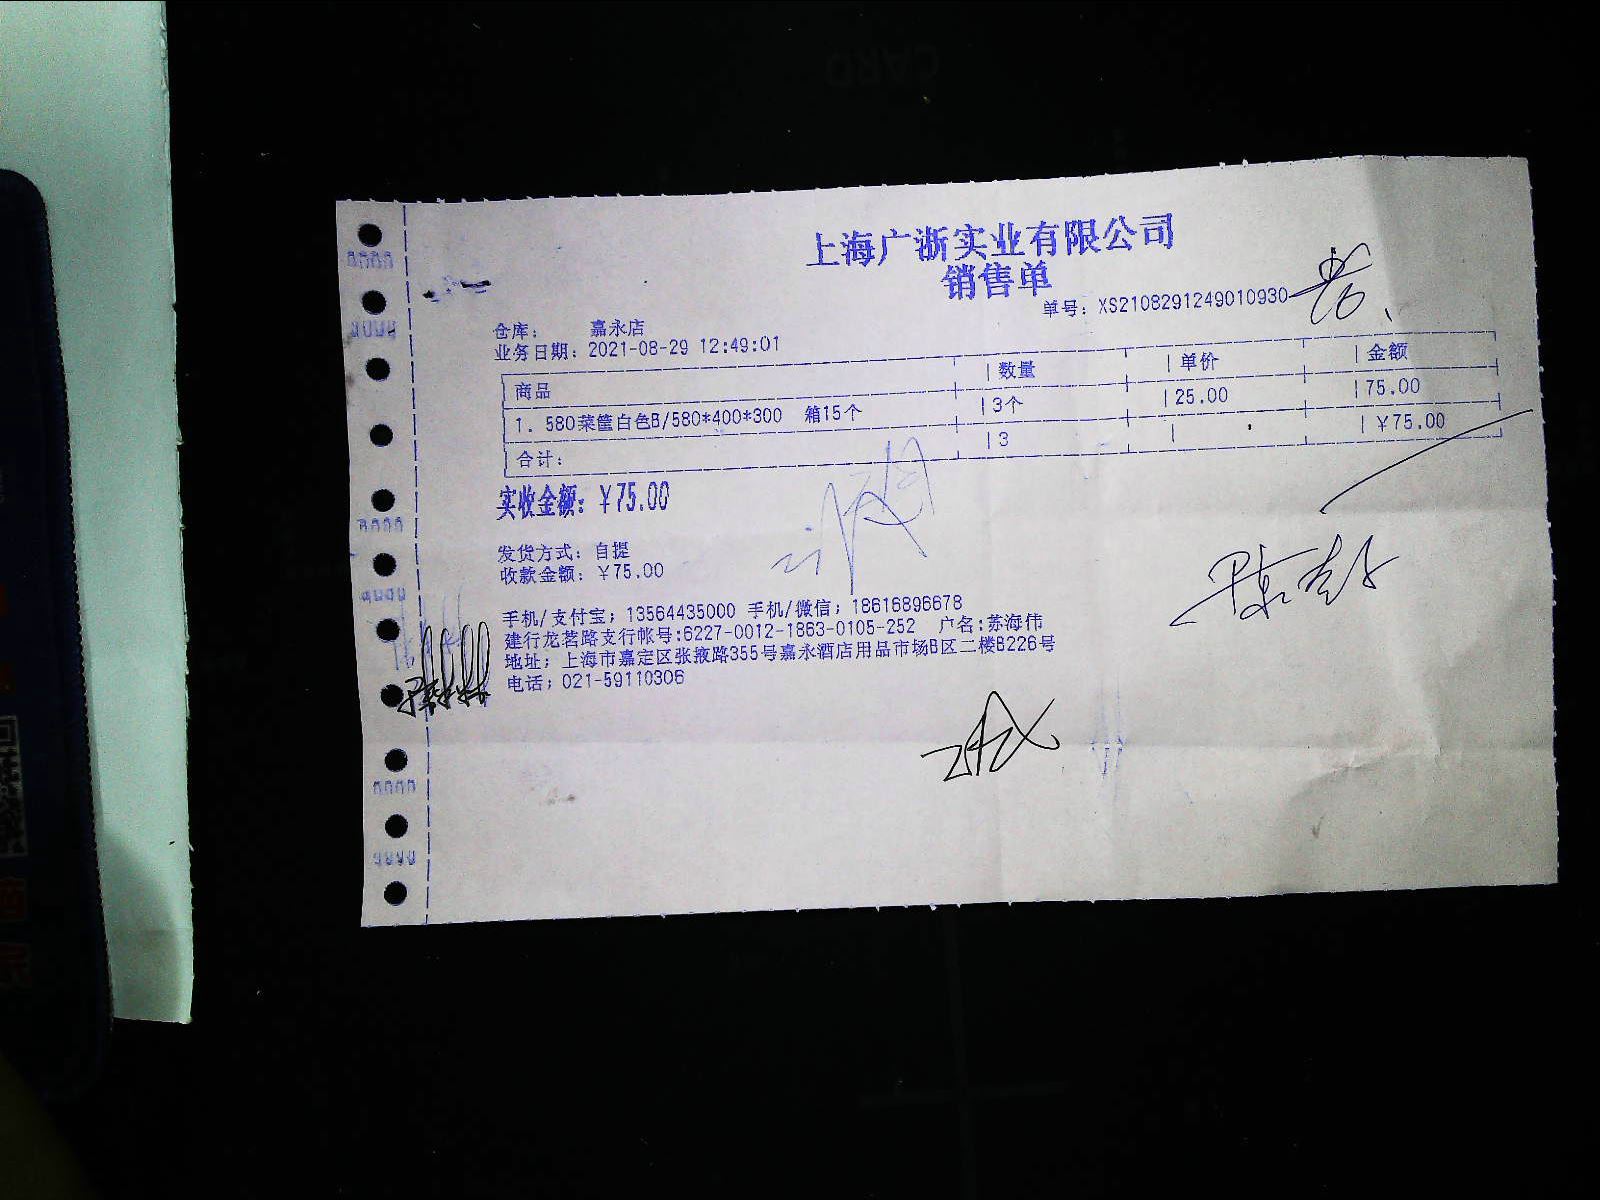 上海广浙实业有限公司
销售单
单号：XS2108291249010930
仓库： 嘉永店
业务日期：2021-08-29 12:49:01
商品 数量 单价 金额
1. 580菜筐白色B/580*400*300 箱15个 3个 25.00 75.00
合计： 3 ¥75.00
实收金额：¥75.00
发货方式：自提
收款金额：¥75.00
手机/支付宝；13564435000 手机/微信；18616896678
建行龙茗路支行帐号:6227-0012-1863-0105-252 户名:苏海伟
地址；上海市嘉定区张掖路355号嘉永酒店用品市场B区二楼B226号
电话；021-59110306